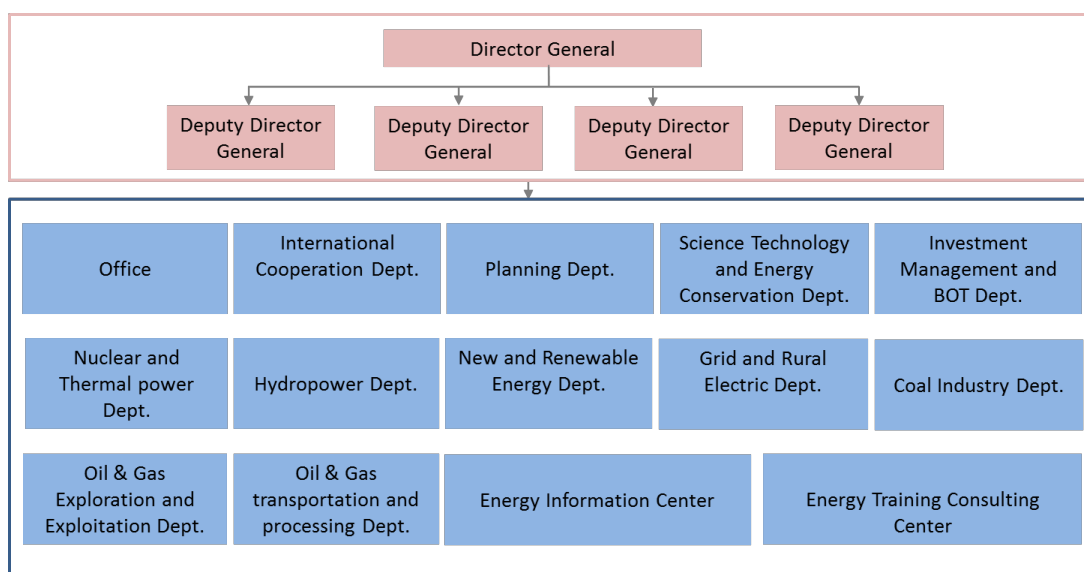 Director General
Deputy Director
General
Deputy Director
General
Deputy Director
General
Deputy Director
General
Office
International
Cooperation Dept.
Planning Dept.
Science Technology
and Energy
Conservation Dept.
Investment
Management and
BOT Dept.
Nuclear and
Thermal power
Dept.
Hydropower Dept.
New and Renewable
Energy Dept.
Grid and Rural
Electric Dept.
Coal Industry Dept.
Oil & Gas
Exploration and
Exploitation Dept.
Oil & Gas
transportation and
processing Dept.
Energy Information Center
Energy Training Consulting
Center